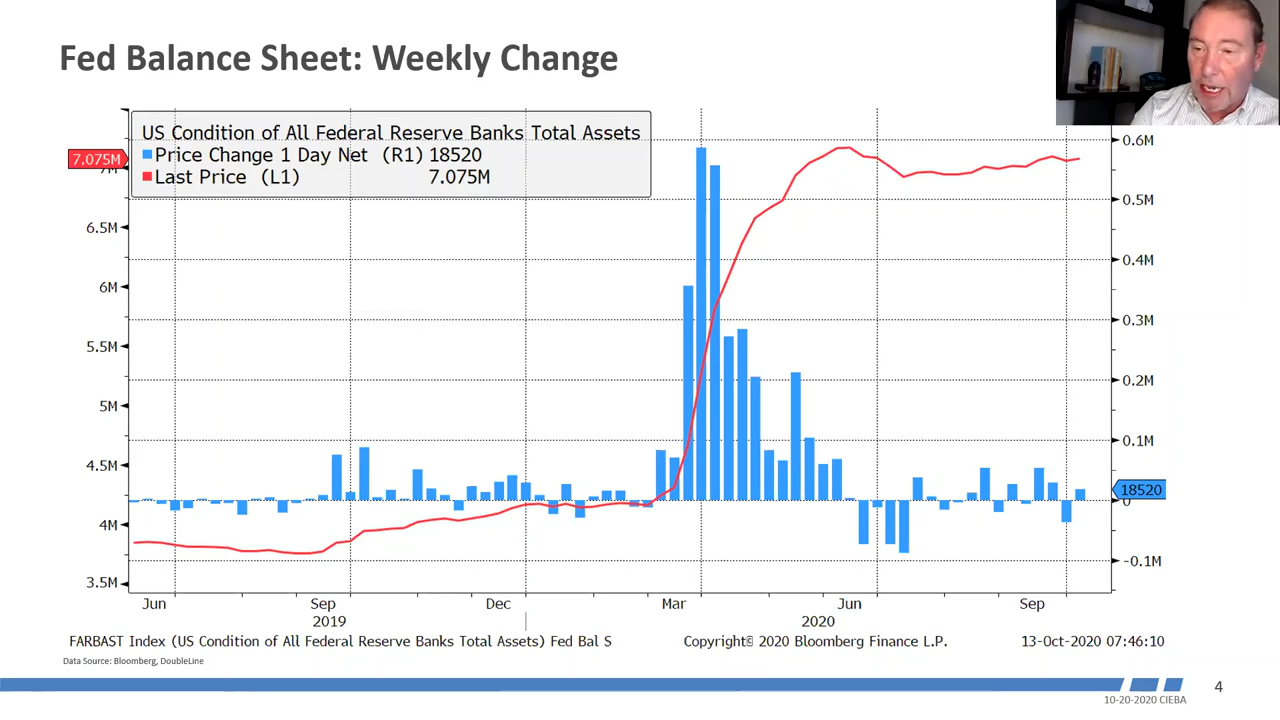 Fed Balance Sheet: Weekly Change
US Condition of All Federal Reserve Banks Total Assets
Price Change 1 Day Net (R1) 18520
Last Price (L1) 7.075M
7.075M
7M
6.5M
6M
5.5M
5M
4.5M
4M
3.5M
0.6M
0.5M
0.4M
0.3M
0.2M
0.1M
18520
0
-0.1M
Jun Sep Dec Mar Jun Sep
2019 2020
FARBAST Index (US Condition of All Federal Reserve Banks Total Assets) Fed Bal S Copyright© 2020 Bloomberg Finance L.P. 13-Oct-2020 07:46:10
Data Source: Bloomberg, DoubleLine
4
10-20-2020 CIEBA